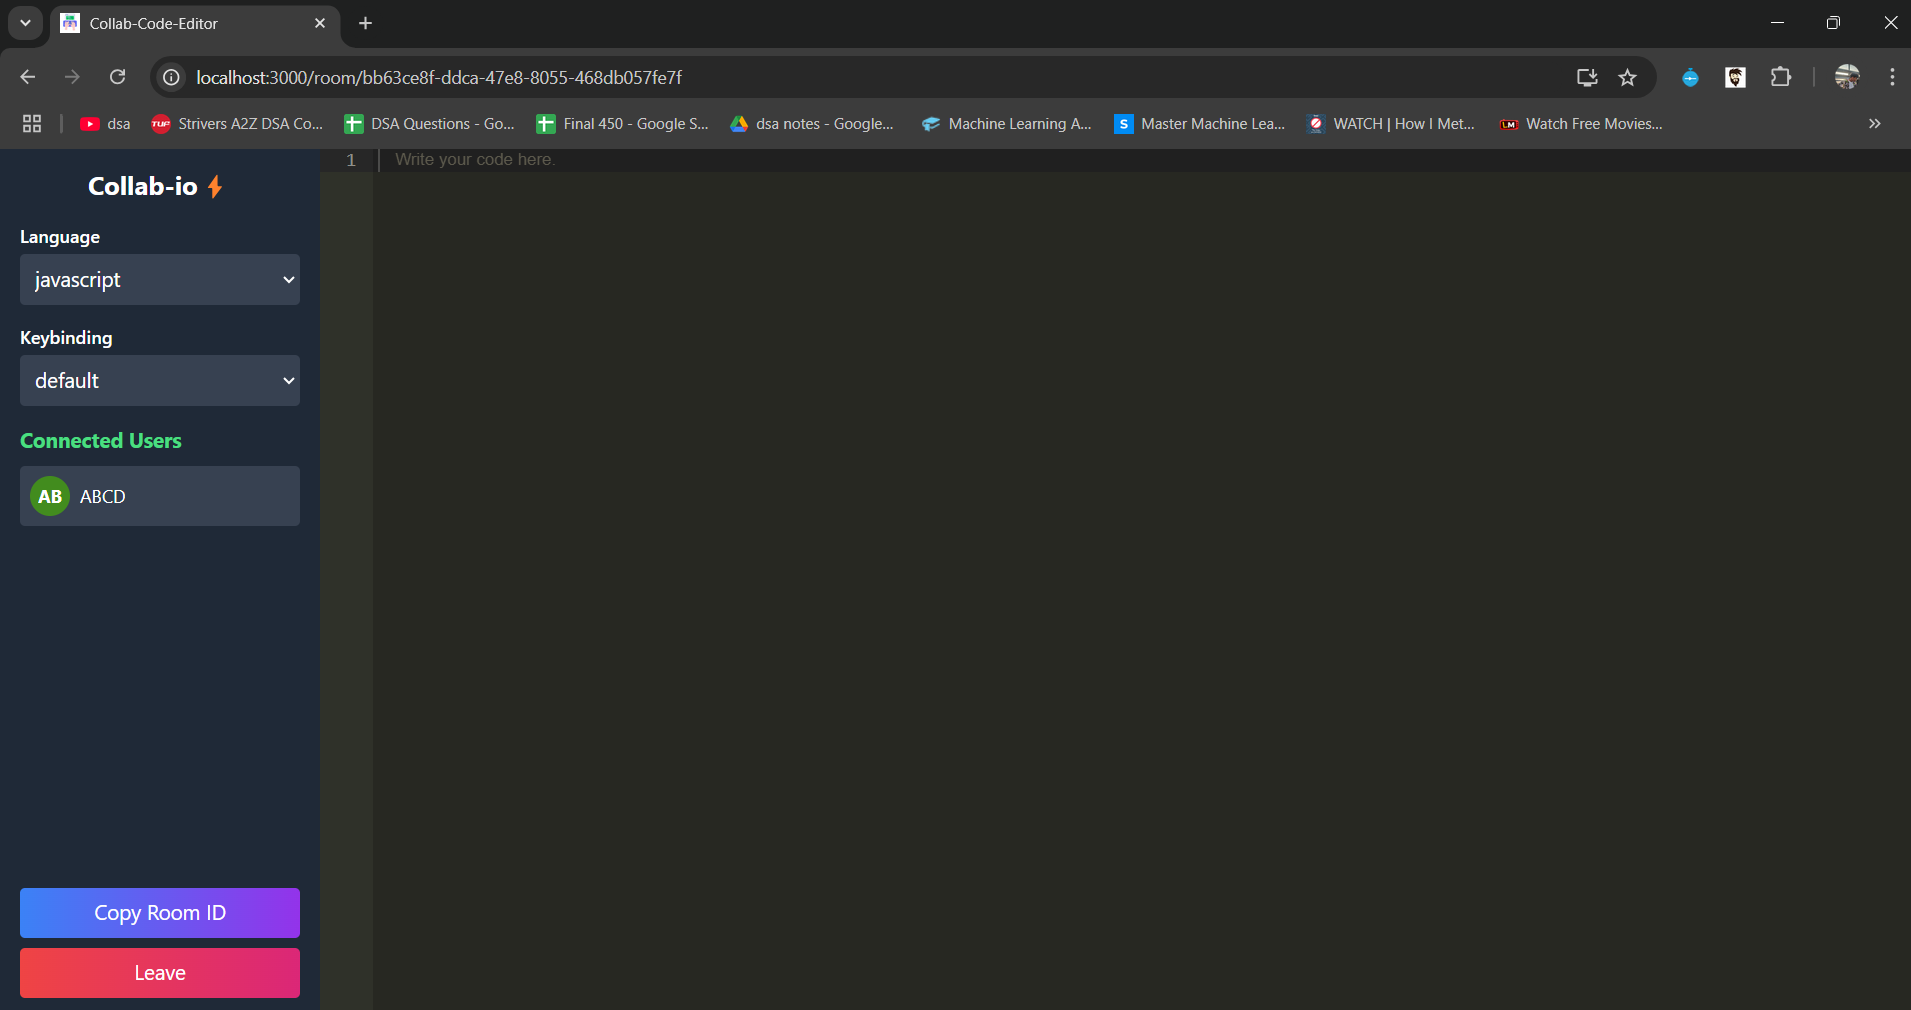 Collab-Code-Editor
localhost:3000/room/bb63ce8f-ddca-47e8-8055-468db057fe7f
dsa
TUF Strivers A2Z DSA Co...
DSA Questions - Go...
Final 450 - Google S...
dsa notes - Google...
Machine Learning A...
S Master Machine Lea...
WATCH | How I Met...
LM Watch Free Movies...
Collab-io
Language
javascript
Keybinding
default
Connected Users
AB ABCD
Copy Room ID
Leave
1 Write your code here.